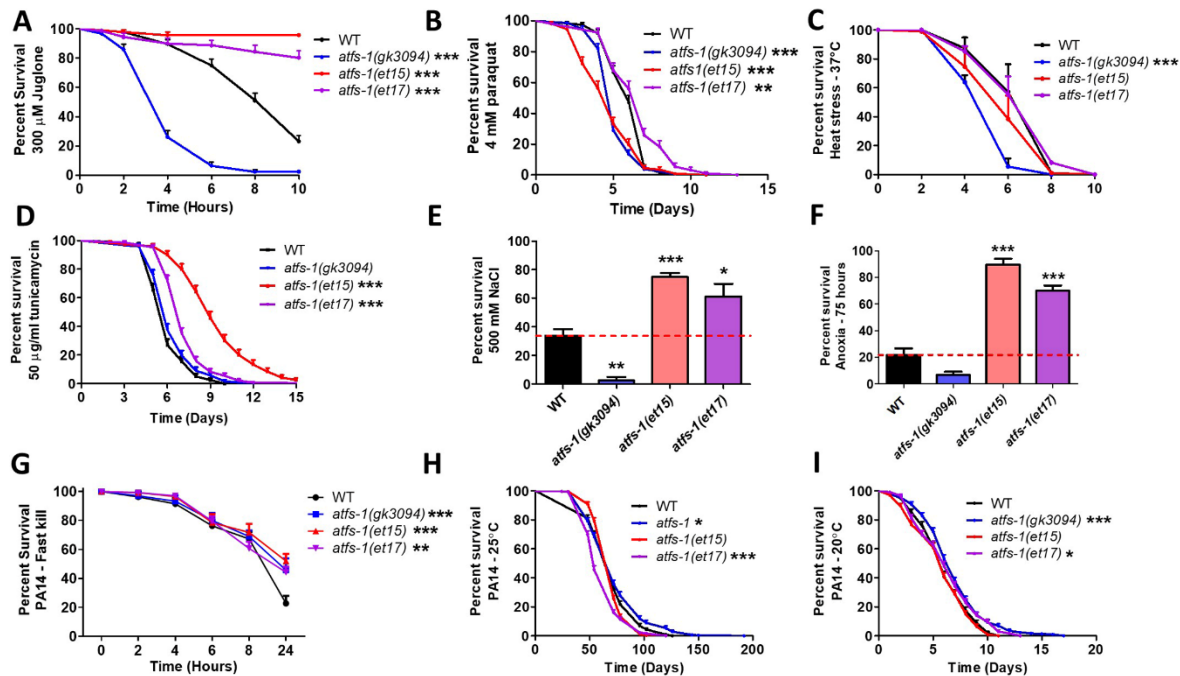 A
Percent Survival
300 µM Juglone
100
80
60
40
20
0
0 2 4 6 8 10
Time (Hours)
WT
atfs-1(gk3094) ***
atfs-1(et15) ***
atfs-1(et17) ***
B
Percent survival
4 mM paraquat
100
80
60
40
20
0
0 5 10 15
Time (Days)
WT
atfs-1(gk3094) ***
atfs1(et15) ***
atfs-1(et17) **
C
Percent survival
Heat stress - 37°C
100
80
60
40
20
0
0 2 4 6 8 10
Time (Days)
WT
atfs-1(gk3094) ***
atfs-1(et15)
atfs-1(et17)
D
Percent survival
50 µg/ml tunicamycin
100
80
60
40
20
0
0 3 6 9 12 15
Time (Days)
WT
atfs-1(gk3094)
atfs-1(et15) ***
atfs-1(et17) ***
E
Percent survival
500 mM NaCl
100
80
60
40
20
0
** *** *
WT
atfs-1(gk3094)
atfs-1(et15)
atfs-1(et17)
F
Percent survival
Anoxia - 75 hours
100
80
60
40
20
0
*** ***
WT
atfs-1(gk3094)
atfs-1(et15)
atfs-1(et17)
G
Percent Survival
PA14 - Fast kill
100
80
60
40
20
0
0 2 4 6 8 24
Time (Hours)
WT
atfs-1(gk3094) ***
atfs-1(et15) ***
atfs-1(et17) **
H
Percent survival
PA14 - 25°C
100
80
60
40
20
0
0 50 100 150 200
Time (Days)
WT
atfs-1 *
atfs-1(et15)
atfs-1(et17) ***
I
Percent survival
PA14 - 20°C
100
80
60
40
20
0
0 5 10 15 20
Time (Days)
WT
atfs-1(gk3094) ***
atfs-1(et15)
atfs-1(et17) *